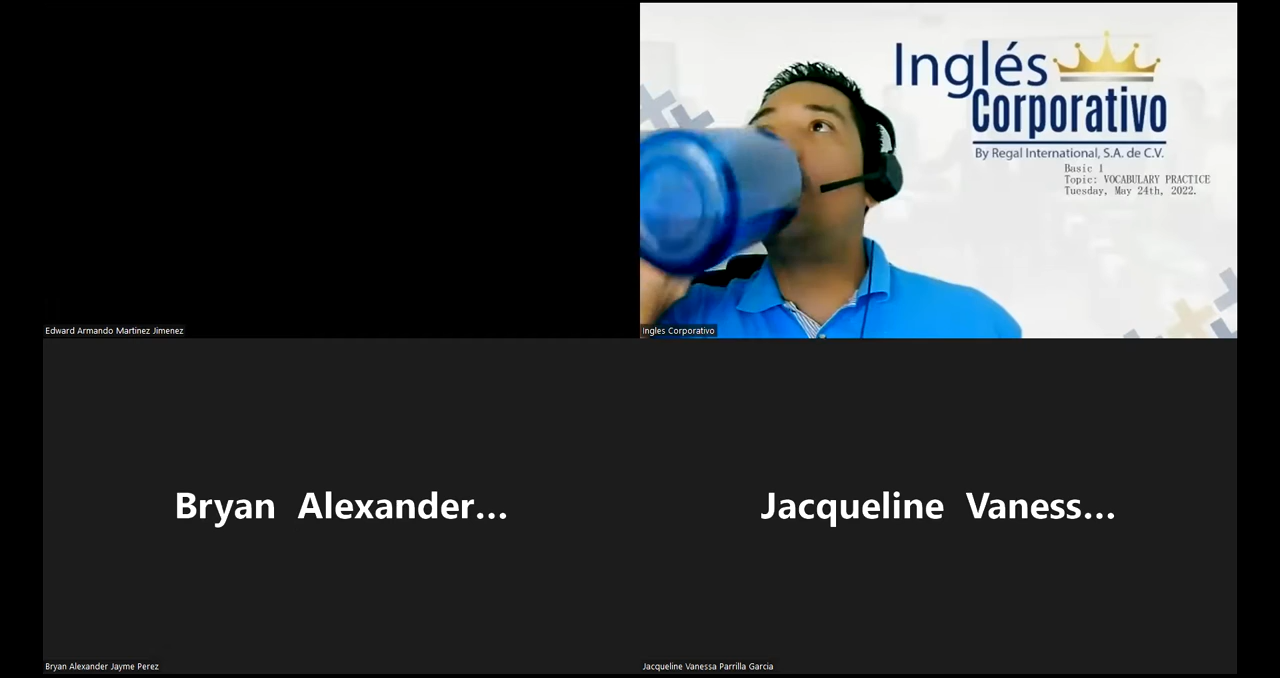 Inglés
Corporativo
By Regal International, S.A. de C.V.
Basic 1
Topic: VOCABULARY PRACTICE
Tuesday, May 24th, 2022.
Edward Armando Martinez Jimenez
Ingles Corporativo
Bryan Alexander...
Jacqueline Vaness...
Bryan Alexander Jayme Perez
Jacqueline Vanessa Parrilla Garcia